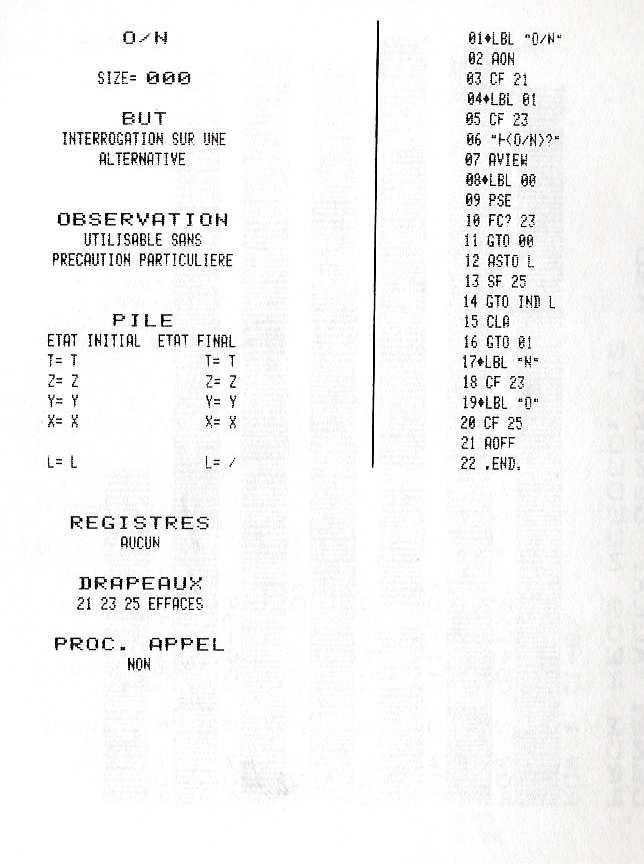 O/N
SIZE= 000
BUT
INTERROGATION SUR UNE
ALTERNATIVE
OBSERVATION
UTILISABLE SANS
PRECAUTION PARTICULIERE
PILE
ETAT INITIAL ETAT FINAL
T= T T= T
Z= Z Z= Z
Y= Y Y= Y
X= X X= X
L= L L= /
REGISTRES
AUCUN
DRAPEAUX
21 23 25 EFFACES
PROC. APPEL
NON
01♦LBL "O/N"
02 AON
03 CF 21
04♦LBL 01
05 CF 23
06 "⊢(O/N)?"
07 AVIEW
08♦LBL 00
09 PSE
10 FC? 23
11 GTO 00
12 ASTO L
13 SF 25
14 GTO IND L
15 CLA
16 GTO 01
17♦LBL "N"
18 CF 23
19♦LBL "O"
20 CF 25
21 AOFF
22 .END.